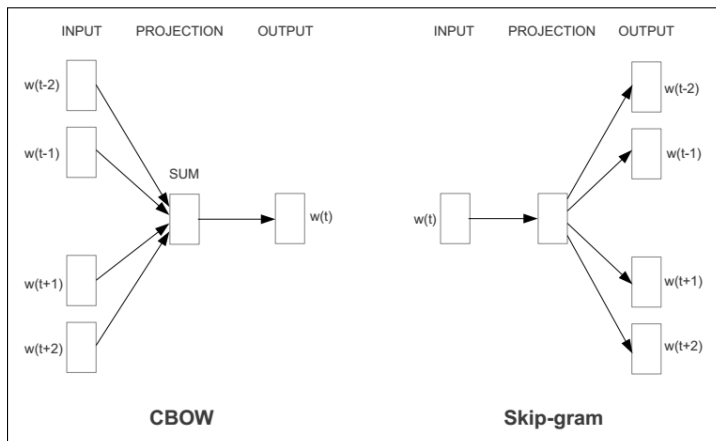 INPUT PROJECTION OUTPUT
w(t-2)
w(t-1)
SUM
w(t)
w(t+1)
w(t+2)
CBOW
INPUT PROJECTION OUTPUT
w(t-2)
w(t-1)
w(t)
w(t+1)
w(t+2)
Skip-gram